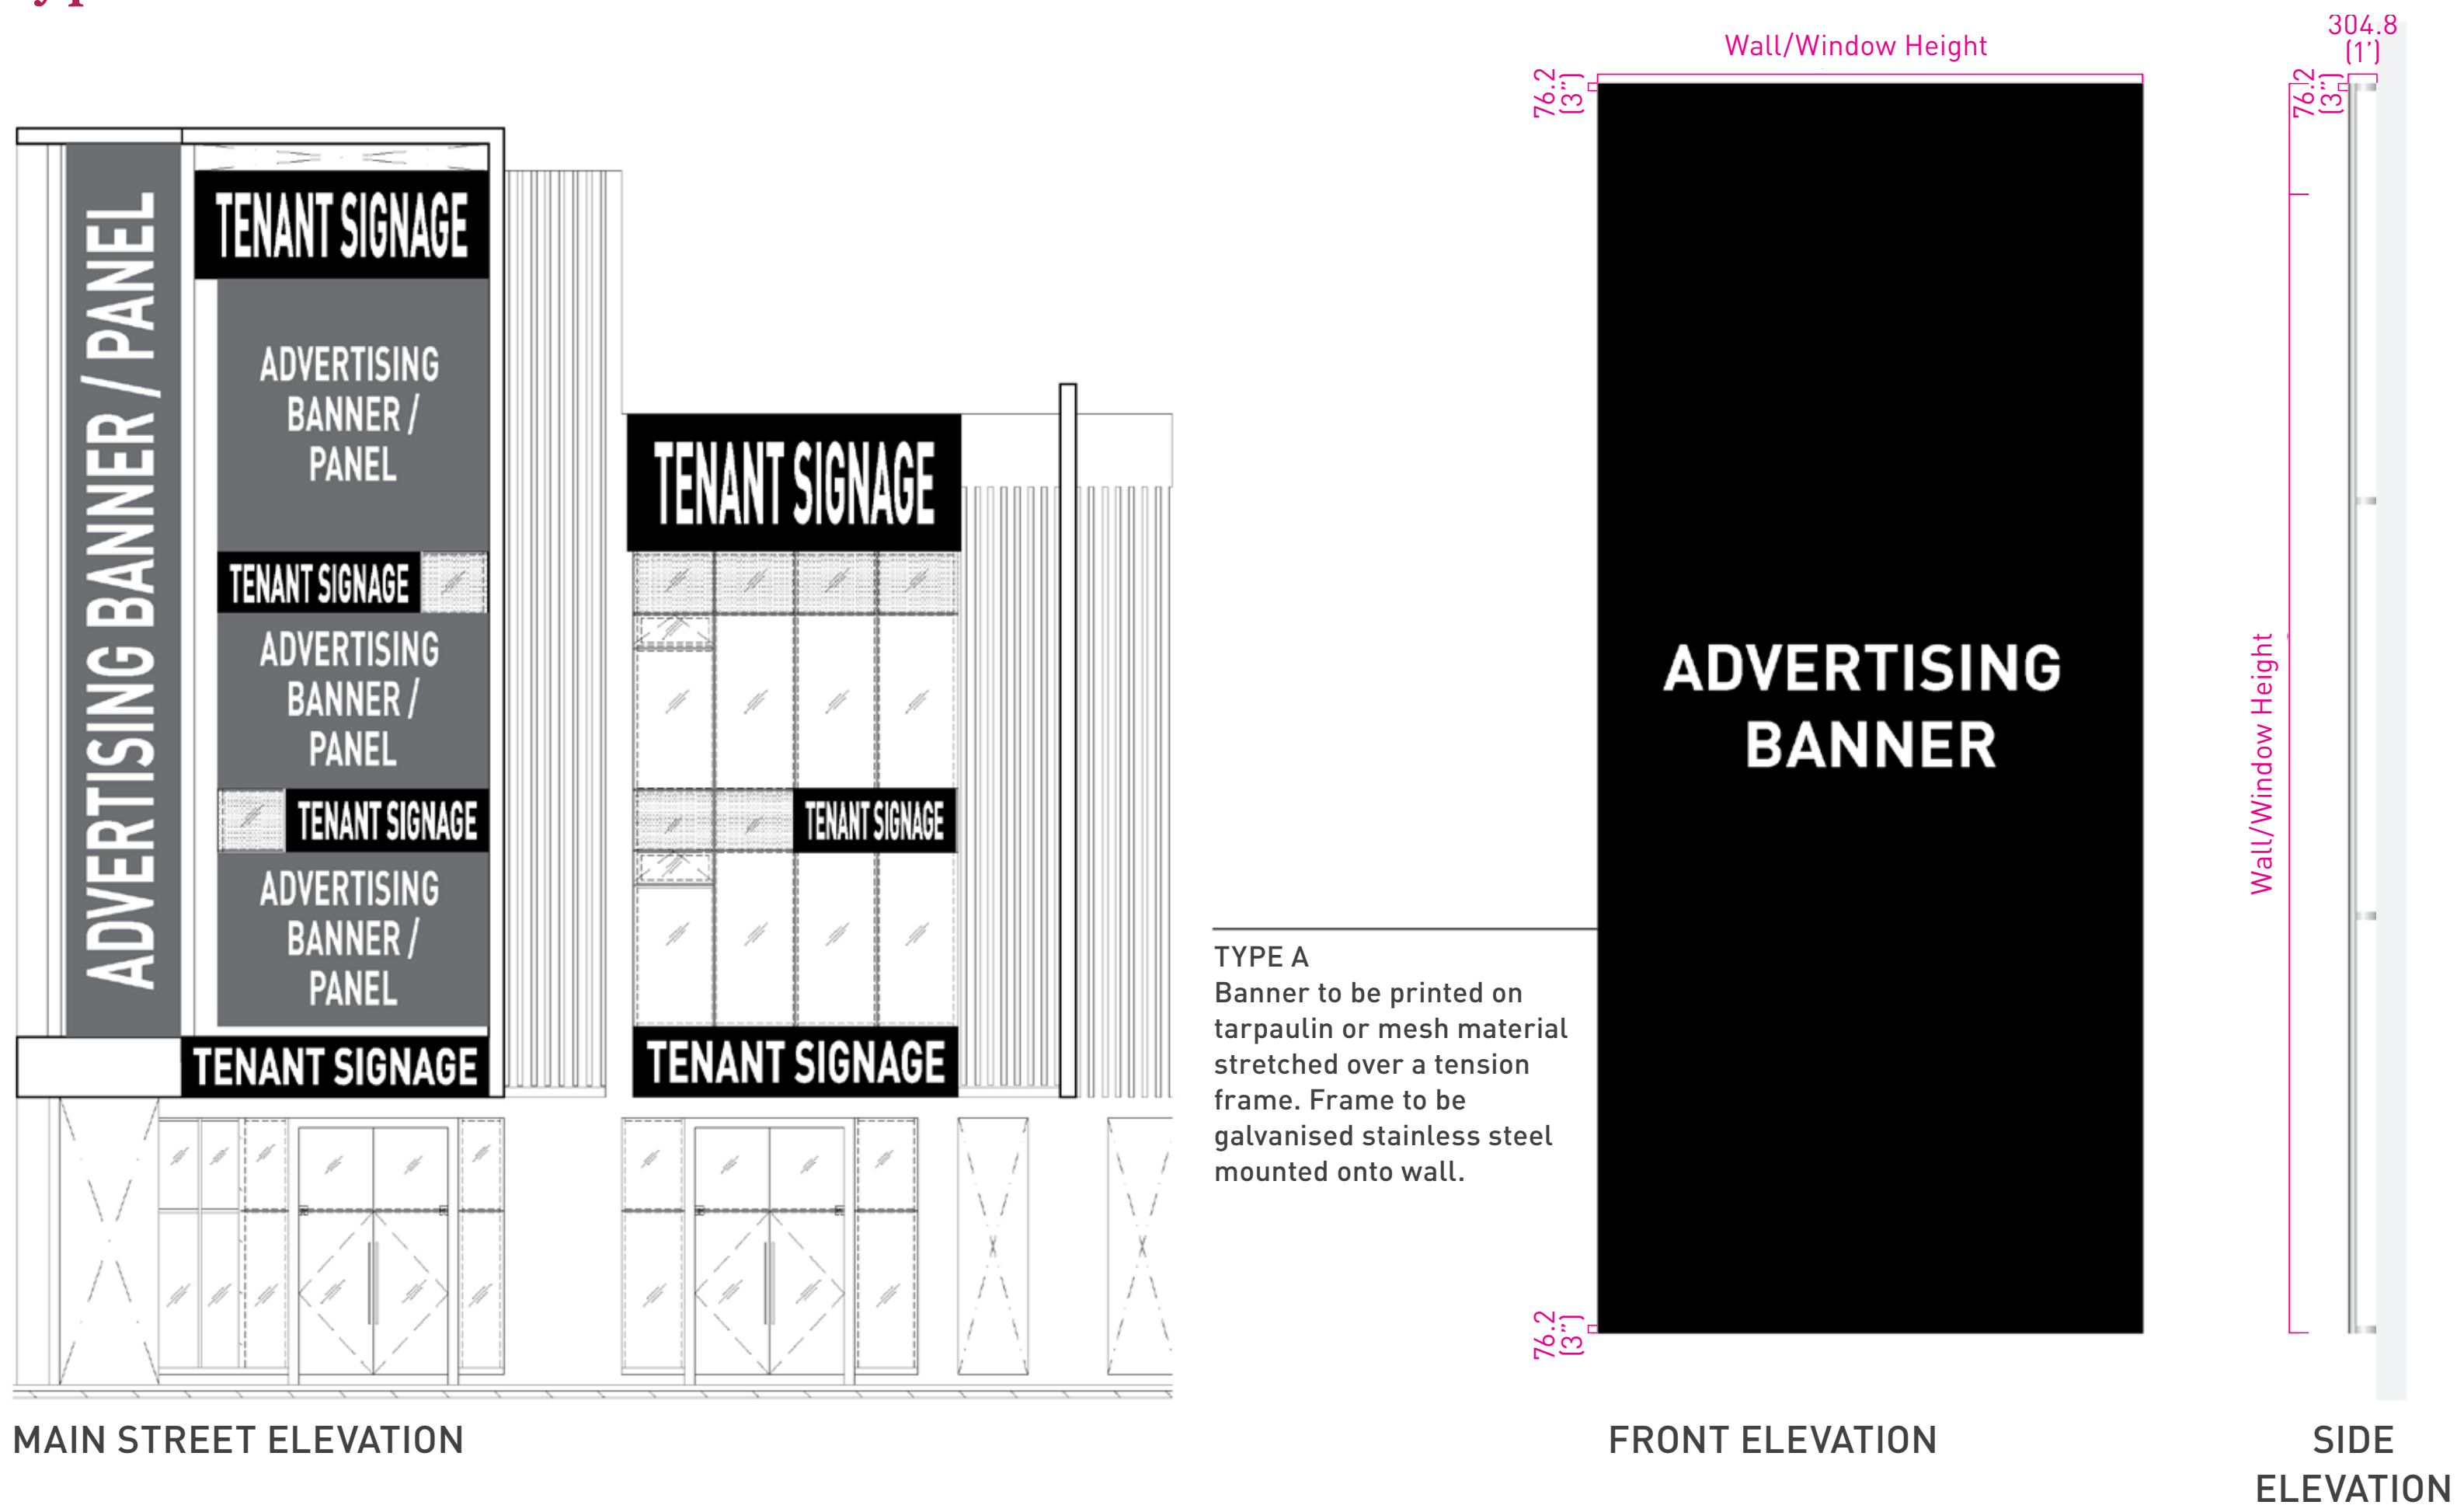 TENANT SIGNAGE
ADVERTISING BANNER / PANEL
ADVERTISING
BANNER /
PANEL
TENANT SIGNAGE
ADVERTISING
BANNER /
PANEL
TENANT SIGNAGE
ADVERTISING
BANNER /
PANEL
TENANT SIGNAGE
TENANT SIGNAGE
TENANT SIGNAGE
TENANT SIGNAGE
MAIN STREET ELEVATION
TYPE A
Banner to be printed on
tarpaulin or mesh material
stretched over a tension
frame. Frame to be
galvanised stainless steel
mounted onto wall.
Wall/Window Height
76.2
(3”)
ADVERTISING
BANNER
76.2
(3”)
FRONT ELEVATION
304.8
(1’)
76.2
(3”)
Wall/Window Height
SIDE
ELEVATION